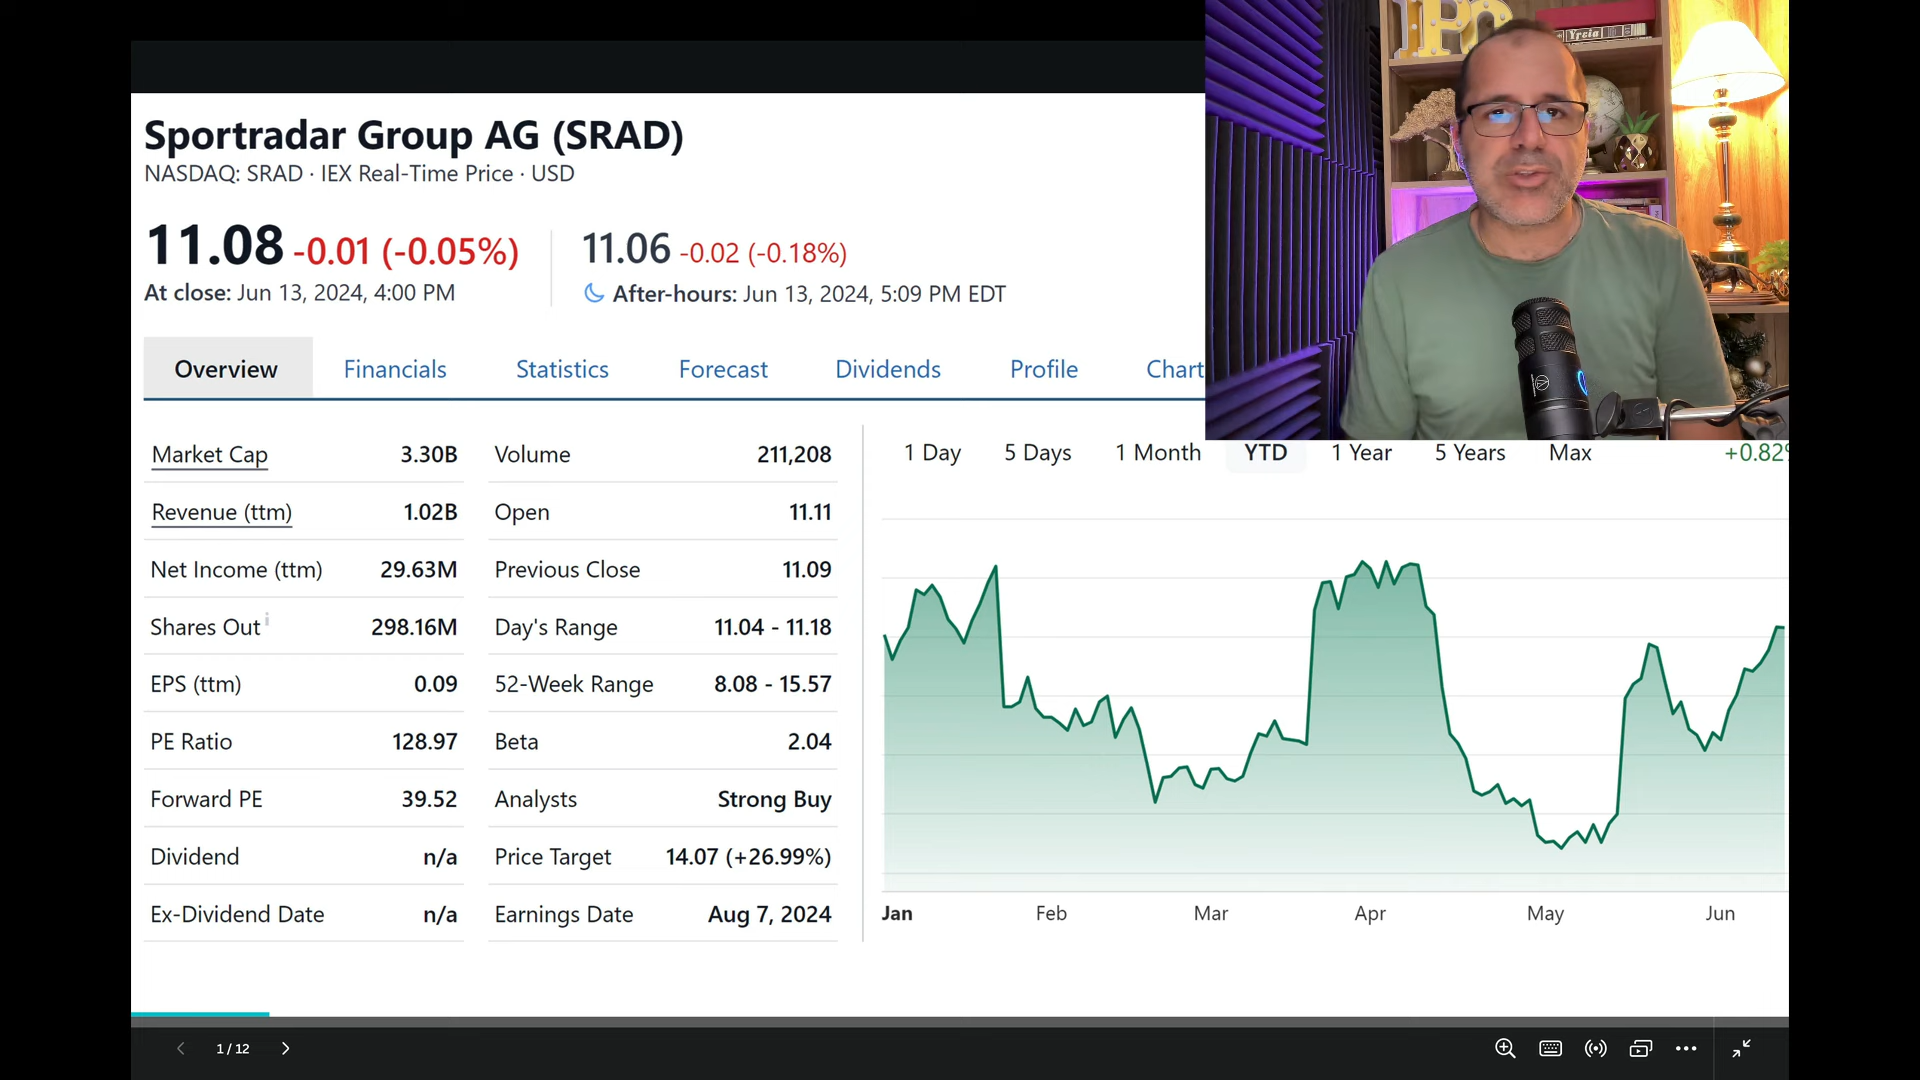 IPO
Sportradar Group AG (SRAD)
NASDAQ: SRAD · IEX Real-Time Price · USD
11.08 -0.01 (-0.05%)
At close: Jun 13, 2024, 4:00 PM
11.06 -0.02 (-0.18%)
After-hours: Jun 13, 2024, 5:09 PM EDT
Overview Financials Statistics Forecast Dividends Profile Chart
Market Cap 3.30B
Revenue (ttm) 1.02B
Net Income (ttm) 29.63M
Shares Out i 298.16M
EPS (ttm) 0.09
PE Ratio 128.97
Forward PE 39.52
Dividend n/a
Ex-Dividend Date n/a
Volume 211,208
Open 11.11
Previous Close 11.09
Day's Range 11.04 - 11.18
52-Week Range 8.08 - 15.57
Beta 2.04
Analysts Strong Buy
Price Target 14.07 (+26.99%)
Earnings Date Aug 7, 2024
1 Day 5 Days 1 Month YTD 1 Year 5 Years Max +0.82%
Jan Feb Mar Apr May Jun
1 / 12